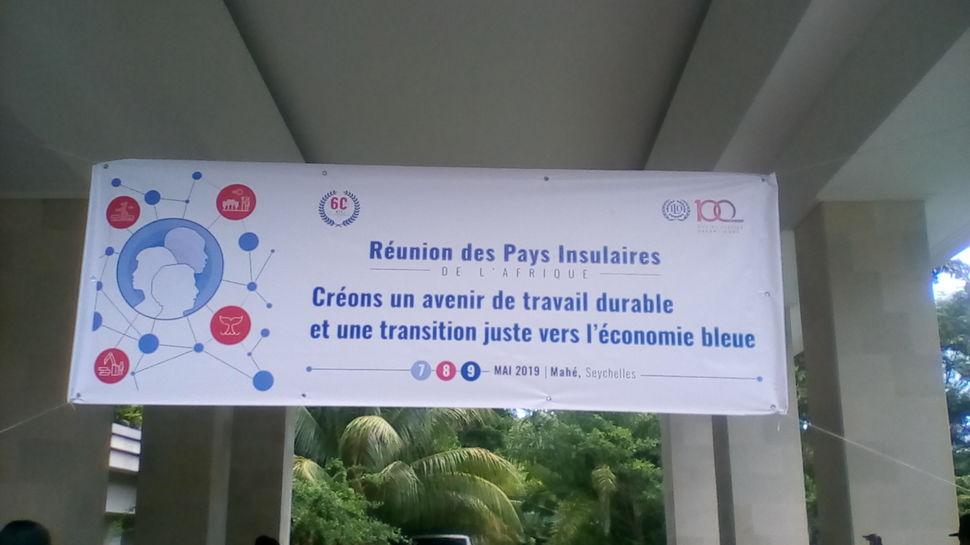 60
100
Réunion des Pays Insulaires
DE L'AFRIQUE
Créons un avenir de travail durable
et une transition juste vers l'économie bleue
7 8 9 MAI 2019 | Mahé, Seychelles